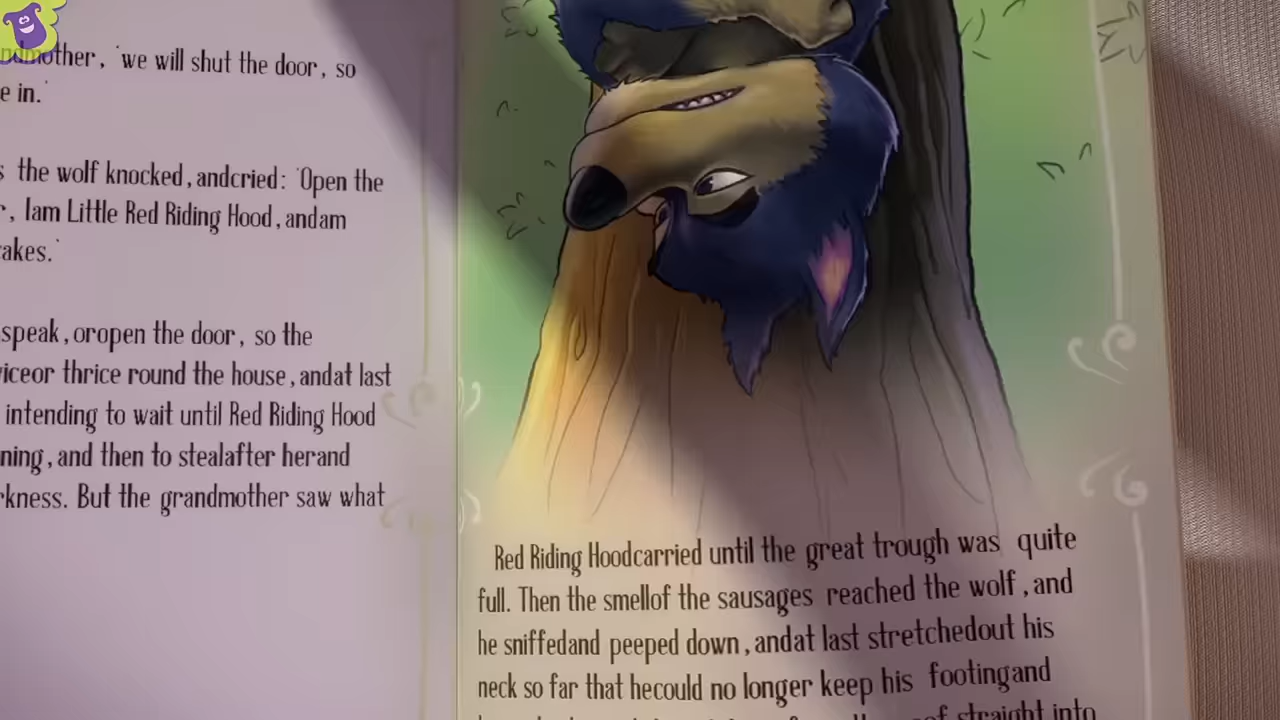 ndmother, 'we will shut the door, so
e in.'
s the wolf knocked, andcried: 'Open the
r, Iam Little Red Riding Hood, andam
akes.'
speak, oropen the door, so the
iceor thrice round the house, andat last
intending to wait until Red Riding Hood
ning, and then to stealafter herand
rkness. But the grandmother saw what
Red Riding Hoodcarried until the great trough was quite
full. Then the smellof the sausages reached the wolf, and
he sniffedand peeped down, andat last stretchedout his
neck so far that hecould no longer keep his footingand
straight into